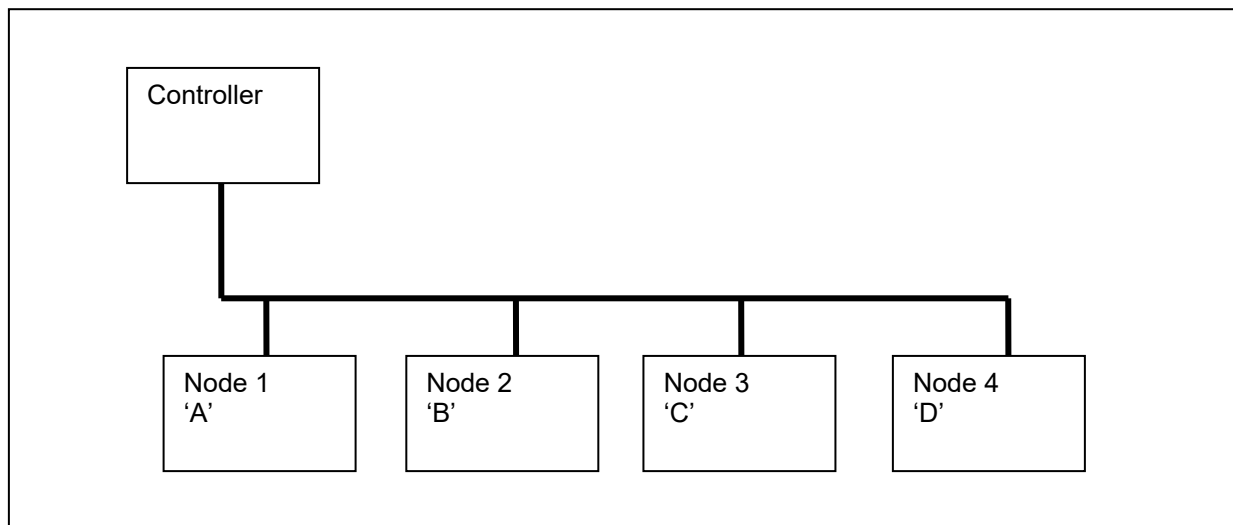 Controller
Node 1
‘A’
Node 2
‘B’
Node 3
‘C’
Node 4
‘D’